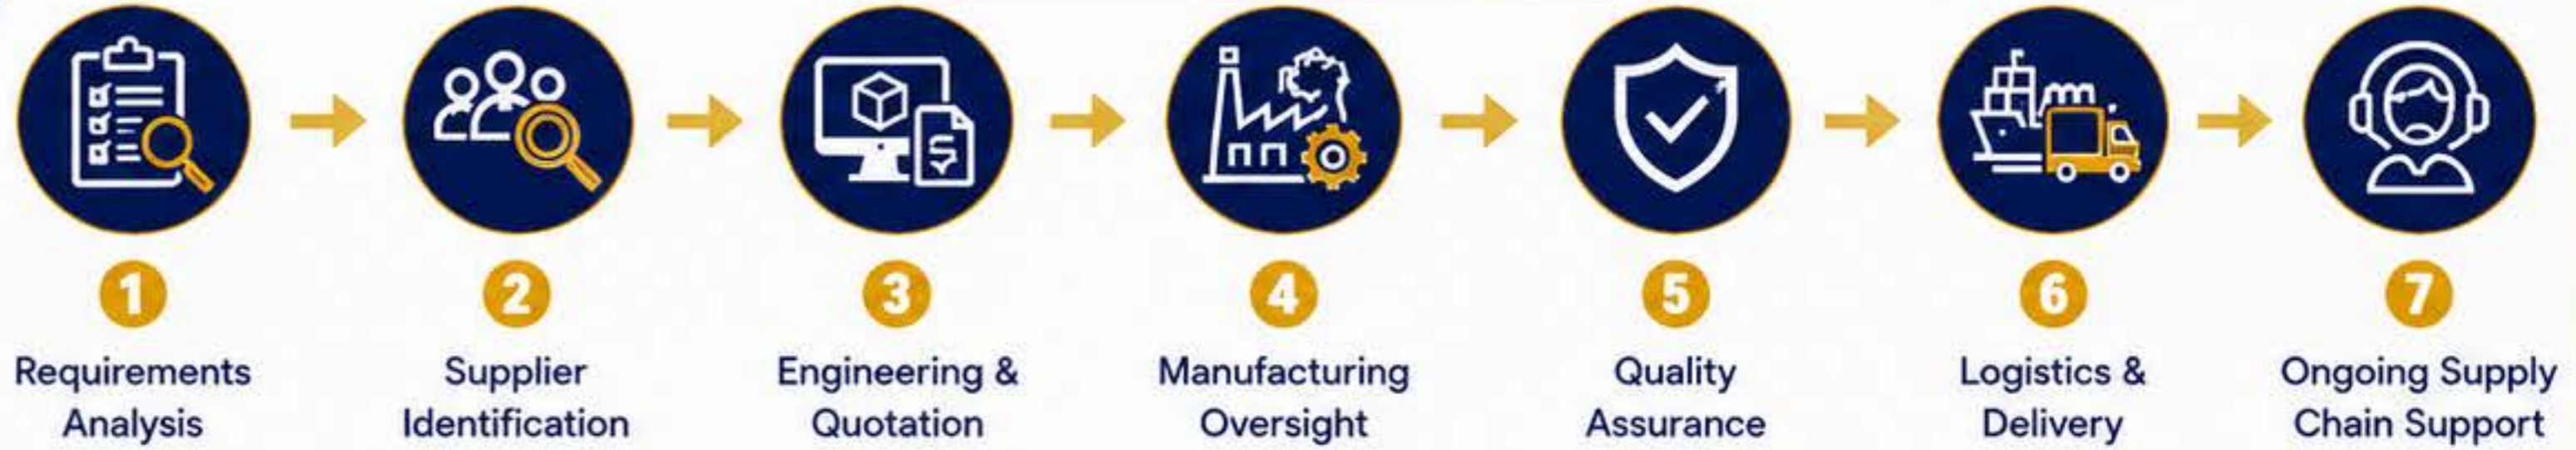 1
Requirements
Analysis
2
Supplier
Identification
3
Engineering &
Quotation
4
Manufacturing
Oversight
5
Quality
Assurance
6
Logistics &
Delivery
7
Ongoing Supply
Chain Support